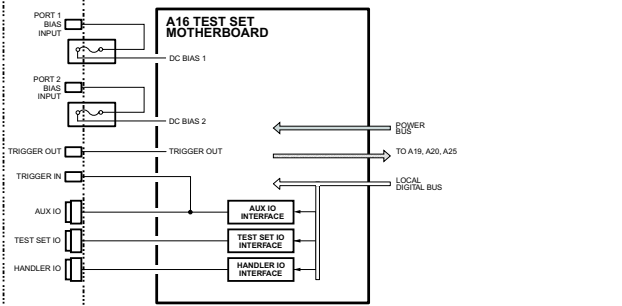 PORT 1
BIAS
INPUT
A16 TEST SET
MOTHERBOARD
DC BIAS 1
PORT 2
BIAS
INPUT
DC BIAS 2
POWER
BUS
TRIGGER OUT
TRIGGER OUT
TO A19, A20, A25
TRIGGER IN
LOCAL
DIGITAL BUS
AUX IO
AUX IO
INTERFACE
TEST SET IO
TEST SET IO
INTERFACE
HANDLER IO
HANDLER IO
INTERFACE